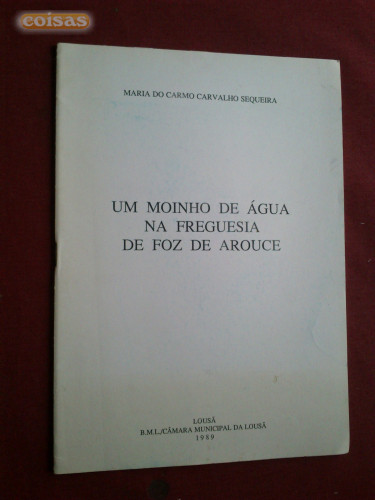 coisas
MARIA DO CARMO CARVALHO SEQUEIRA
UM MOINHO DE ÁGUA
NA FREGUESIA
DE FOZ DE AROUCE
LOUSÃ
B.M.L./CÂMARA MUNICIPAL DA LOUSÃ
1989